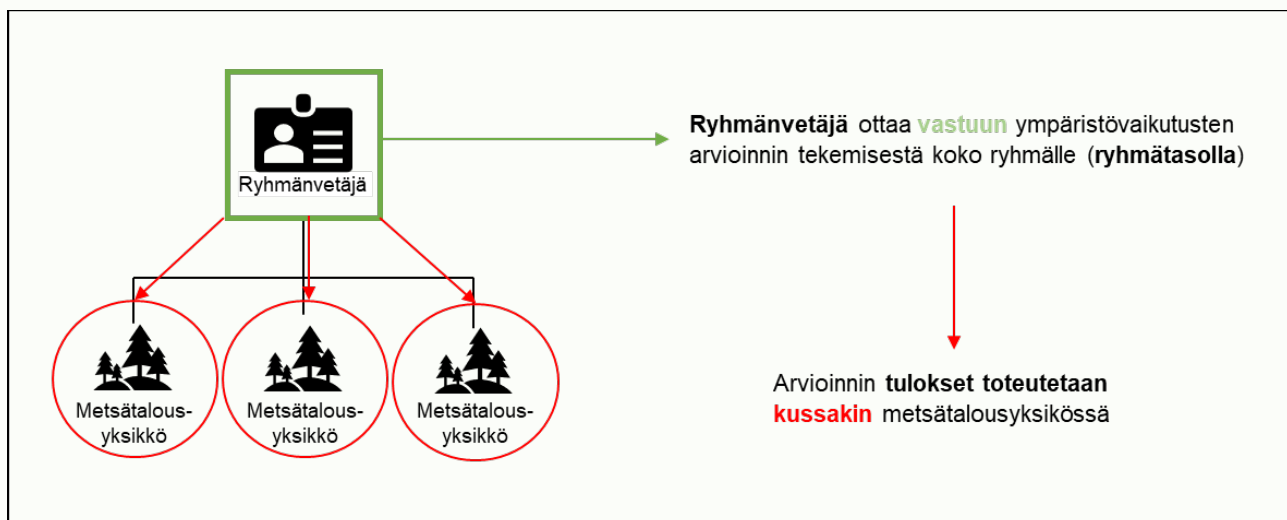 Ryhmänvetäjä
Metsätalous-
yksikkö
Metsätalous-
yksikkö
Metsätalous-
yksikkö
Ryhmänvetäjä ottaa vastuun ympäristövaikutusten
arvioinnin tekemisestä koko ryhmälle (ryhmätasolla)
Arvioinnin tulokset toteutetaan
kussakin metsätalousyksikössä